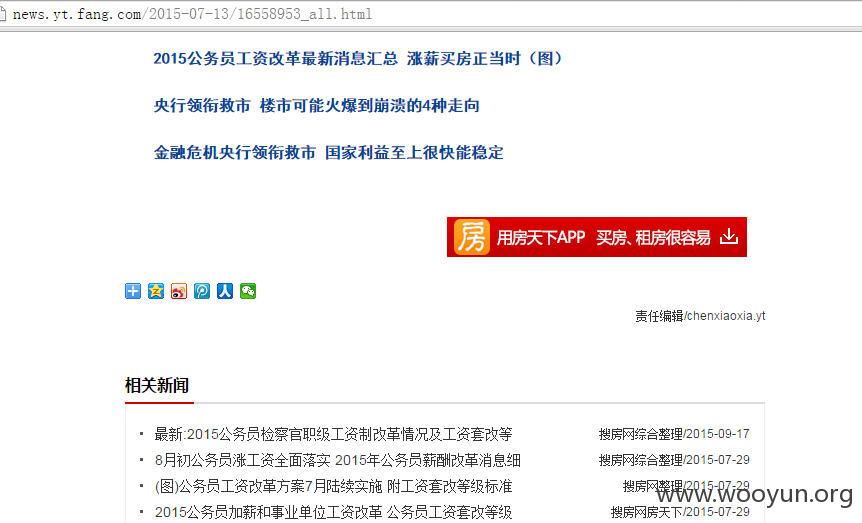 news.yt.fang.com/2015-07-13/16558953_all.html
2015公务员工资改革最新消息汇总 涨薪买房正当时（图）
央行领衔救市 楼市可能火爆到崩溃的4种走向
金融危机央行领衔救市 国家利益至上很快能稳定
房 用房天下APP 买房、租房很容易
责任编辑/chenxiaoxia.yt
相关新闻
最新:2015公务员检察官职级工资制改革情况及工资套改等 搜房网综合整理/2015-09-17
8月初公务员涨工资全面落实 2015年公务员薪酬改革消息细 搜房网综合整理/2015-07-29
(图)公务员工资改革方案7月陆续实施 附工资套改等级标准 搜房网整理/2015-07-29
2015公务员加薪和事业单位工资改革 公务员工资套改等级 搜房网房天下/2015-07-29
www.wooyun.org